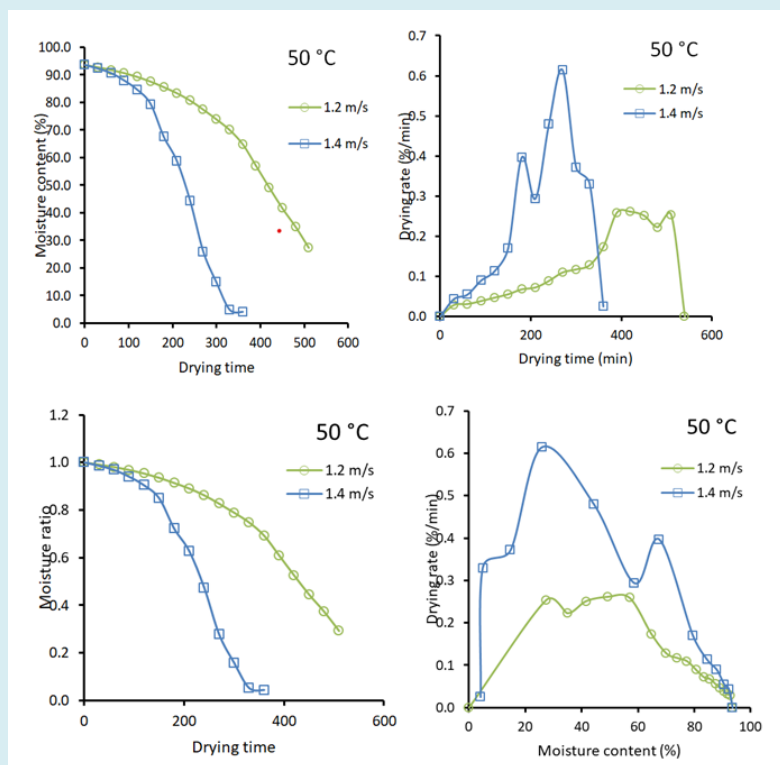 50 °C
100.0
90.0
80.0
70.0
60.0
50.0
40.0
30.0
20.0
10.0
0.0
Moisture content (%)
1.2 m/s
1.4 m/s
0 100 200 300 400 500 600
Drying time
50 °C
0.7
0.6
0.5
0.4
0.3
0.2
0.1
0.0
Drying rate (%/min)
1.2 m/s
1.4 m/s
0 200 400 600
Drying time (min)
50 °C
1.2
1.0
0.8
0.6
0.4
0.2
0.0
Moisture ratio
1.2 m/s
1.4 m/s
0 200 400 600
Drying time
50 °C
0.7
0.6
0.5
0.4
0.3
0.2
0.1
0.0
Drying rate (%/min)
1.2 m/s
1.4 m/s
0 20 40 60 80 100
Moisture content (%)